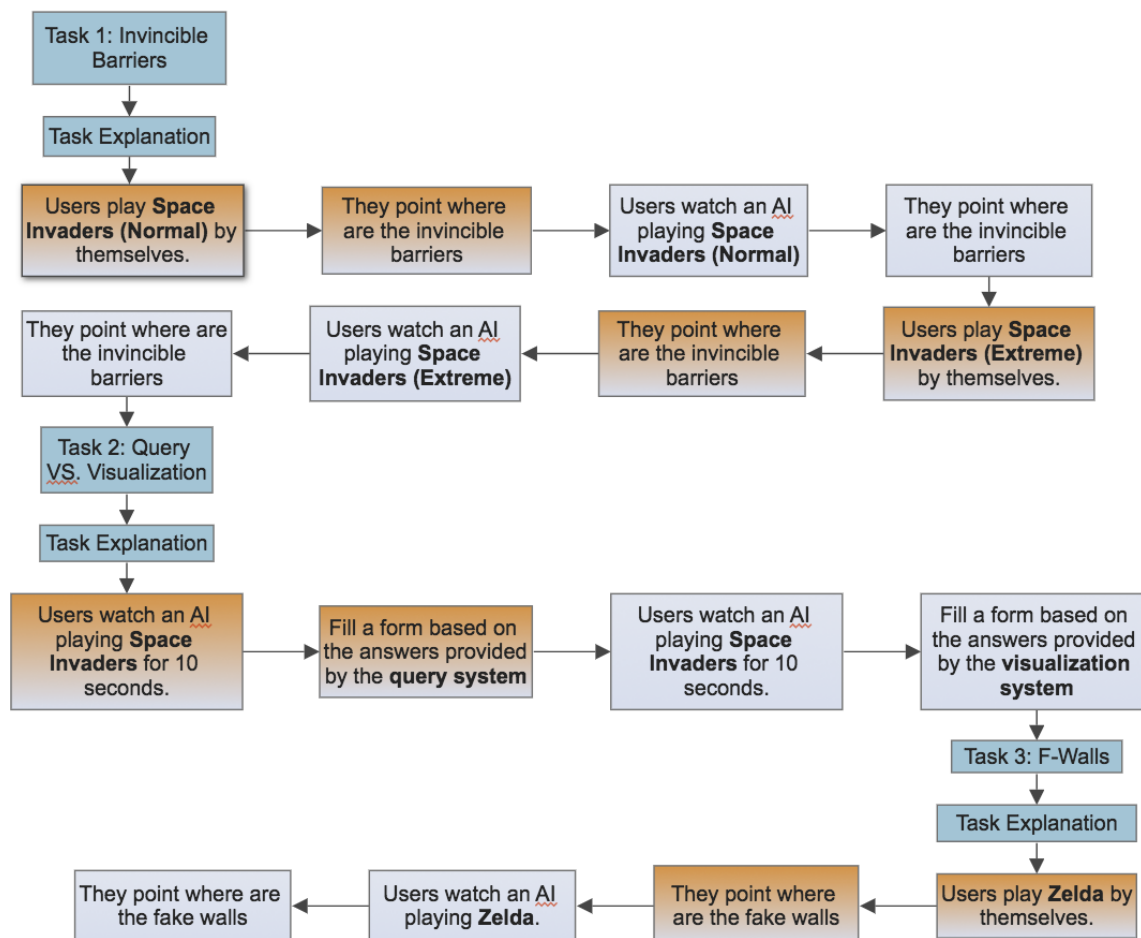 Task 1: Invincible
Barriers
Task Explanation
Users play Space
Invaders (Normal) by
themselves.
They point where
are the invincible
barriers
Users watch an AI
playing Space
Invaders (Normal)
They point where
are the invincible
barriers
Users play Space
Invaders (Extreme)
by themselves.
They point where
are the invincible
barriers
Users watch an AI
playing Space
Invaders (Extreme)
They point where are
the invincible
barriers
Task 2: Query
VS. Visualization
Task Explanation
Users watch an AI
playing Space
Invaders for 10
seconds.
Fill a form based on
the answers provided
by the query system
Users watch an AI
playing Space
Invaders for 10
seconds.
Fill a form based on
the answers provided
by the visualization
system
Task 3: F-Walls
Task Explanation
Users play Zelda by
themselves.
They point where
are the fake walls
Users watch an AI
playing Zelda.
They point where are
the fake walls